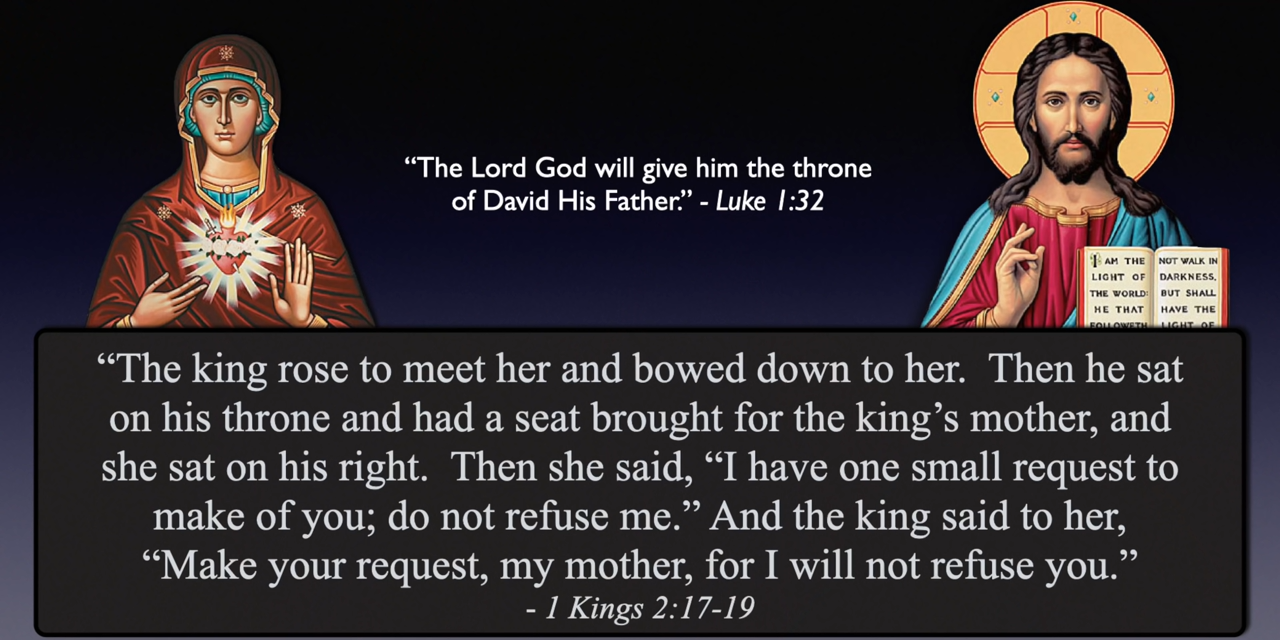 “The Lord God will give him the throne
of David His Father.” - Luke 1:32
I AM THE
LIGHT OF
THE WORLD:
HE THAT
FOLLOWETH
NOT WALK IN
DARKNESS,
BUT SHALL
HAVE THE
LIGHT OF
“The king rose to meet her and bowed down to her.  Then he sat
on his throne and had a seat brought for the king’s mother, and
she sat on his right.  Then she said, “I have one small request to
make of you; do not refuse me.” And the king said to her,
“Make your request, my mother, for I will not refuse you.”
- 1 Kings 2:17-19